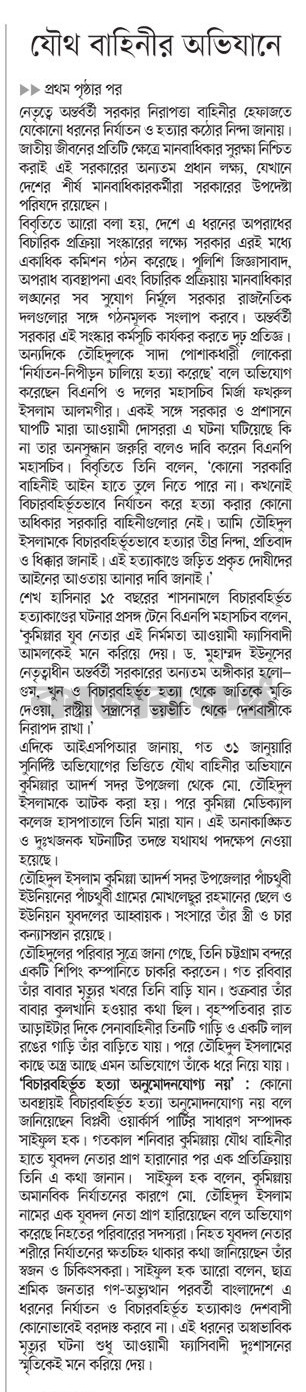 যৌথ বাহিনীর অভিযানে
▶▶ প্রথম পৃষ্ঠার পর
নেতৃত্বে অন্তর্বর্তী সরকার নিরাপত্তা বাহিনীর হেফাজতে
যেকোনো ধরনের নির্যাতন ও হত্যার কঠোর নিন্দা জানায়।
জাতীয় জীবনের প্রতিটি ক্ষেত্রে মানবাধিকার সুরক্ষা নিশ্চিত
করাই এই সরকারের অন্যতম প্রধান লক্ষ্য, যেখানে
দেশের শীর্ষ মানবাধিকারকর্মীরা সরকারের উপদেষ্টা
পরিষদে রয়েছেন।
বিবৃতিতে আরো বলা হয়, দেশে এ ধরনের অপরাধের
বিচারিক প্রক্রিয়া সংস্কারের লক্ষ্যে সরকার এরই মধ্যে
একাধিক কমিশন গঠন করেছে। পুলিশি জিজ্ঞাসাবাদ,
অপরাধ ব্যবস্থাপনা এবং বিচারিক প্রক্রিয়ায় মানবাধিকার
লঙ্ঘনের সব সুযোগ নির্মূলে সরকার রাজনৈতিক
দলগুলোর সঙ্গে গঠনমূলক সংলাপ করবে। অন্তর্বর্তী
সরকার এই সংস্কার কর্মসূচি কার্যকর করতে দৃঢ় প্রতিজ্ঞ।
অন্যদিকে তৌহিদুলকে সাদা পোশাকধারী লোকেরা
‘নির্যাতন-নিপীড়ন চালিয়ে হত্যা করেছে’ বলে অভিযোগ
করেছেন বিএনপি ও দলের মহাসচিব মির্জা ফখরুল
ইসলাম আলমগীর। একই সঙ্গে সরকার ও প্রশাসনে
ঘাপটি মারা আওয়ামী দোসররা এ ঘটনা ঘটিয়েছে কি
না তার অনুসন্ধান জরুরি বলেও দাবি করেন বিএনপি
মহাসচিব। বিবৃতিতে তিনি বলেন, ‘কোনো সরকারি
বাহিনীই আইন হাতে তুলে নিতে পারে না। কখনোই
বিচারবহির্ভূতভাবে নির্যাতন করে হত্যা করার কোনো
অধিকার সরকারি বাহিনীগুলোর নেই। আমি তৌহিদুল
ইসলামকে বিচারবহির্ভূতভাবে হত্যার তীব্র নিন্দা, প্রতিবাদ
ও ধিক্কার জানাই। এই হত্যাকাণ্ডে জড়িত প্রকৃত দোষীদের
আইনের আওতায় আনার দাবি জানাই।’
শেখ হাসিনার ১৫ বছরের শাসনামলে বিচারবহির্ভূত
হত্যাকাণ্ডের ঘটনার প্রসঙ্গ টেনে বিএনপি মহাসচিব বলেন,
‘কুমিল্লার যুব নেতার এই নির্মমতা আওয়ামী ফ্যাসিবাদী
আমলকেই মনে করিয়ে দেয়। ড. মুহাম্মদ ইউনূসের
নেতৃত্বাধীন অন্তর্বর্তী সরকারের অন্যতম অঙ্গীকার হলো—
গুম, খুন ও বিচারবহির্ভূত হত্যা থেকে জাতিকে মুক্তি
দেওয়া, রাষ্ট্রীয় সন্ত্রাসের ভয়ভীতি থেকে দেশবাসীকে
নিরাপদ রাখা।’
এদিকে আইএসপিআর জানায়, গত ৩১ জানুয়ারি
সুনির্দিষ্ট অভিযোগের ভিত্তিতে যৌথ বাহিনীর অভিযানে
কুমিল্লার আদর্শ সদর উপজেলা থেকে মো. তৌহিদুল
ইসলামকে আটক করা হয়। পরে কুমিল্লা মেডিক্যাল
কলেজ হাসপাতালে তিনি মারা যান। এই অনাকাঙ্ক্ষিত
ও দুঃখজনক ঘটনাটির তদন্তে যথাযথ পদক্ষেপ নেওয়া
হয়েছে।
তৌহিদুল ইসলাম কুমিল্লা আদর্শ সদর উপজেলার পাঁচথুবী
ইউনিয়নের পাঁচথুবী গ্রামের মোখলেছুর রহমানের ছেলে ও
ইউনিয়ন যুবদলের আহ্বায়ক। সংসারে তাঁর স্ত্রী ও চার
কন্যাসন্তান রয়েছে।
তৌহিদুলের পরিবার সূত্রে জানা গেছে, তিনি চট্টগ্রাম বন্দরে
একটি শিপিং কম্পানিতে চাকরি করতেন। গত রবিবার
তাঁর বাবার মৃত্যুর খবরে তিনি বাড়ি যান। শুক্রবার তাঁর
বাবার কুলখানি হওয়ার কথা ছিল। বৃহস্পতিবার রাত
আড়াইটার দিকে সেনাবাহিনীর তিনটি গাড়ি ও একটি লাল
রঙের গাড়ি তাঁর বাড়িতে যায়। পরে তৌহিদুল ইসলামের
কাছে অস্ত্র আছে এমন অভিযোগে তাঁকে ধরে নিয়ে যায়।
‘বিচারবহির্ভূত হত্যা অনুমোদনযোগ্য নয়’ : কোনো
অবস্থায়ই বিচারবহির্ভূত হত্যা অনুমোদনযোগ্য নয় বলে
জানিয়েছেন বিপ্লবী ওয়ার্কার্স পার্টির সাধারণ সম্পাদক
সাইফুল হক। গতকাল শনিবার কুমিল্লায় যৌথ বাহিনীর
হাতে যুবদল নেতার প্রাণ হারানোর পর এক প্রতিক্রিয়ায়
তিনি এ কথা জানান। সাইফুল হক বলেন, কুমিল্লায়
অমানবিক নির্যাতনের কারণে মো. তৌহিদুল ইসলাম
নামের এক যুবদল নেতা প্রাণ হারিয়েছেন বলে অভিযোগ
করেছে নিহতের পরিবারের সদস্যরা। নিহত যুবদল নেতার
শরীরে নির্যাতনের ক্ষতচিহ্ন থাকার কথা জানিয়েছেন তাঁর
স্বজন ও চিকিৎসকরা। সাইফুল হক আরো বলেন, ছাত্র
শ্রমিক জনতার গণ-অভ্যুত্থান পরবর্তী বাংলাদেশে এ
ধরনের নির্যাতন ও বিচারবহির্ভূত হত্যাকাণ্ড দেশবাসী
কোনোভাবেই বরদাস্ত করবে না। এই ধরনের অস্বাভাবিক
মৃত্যুর ঘটনা শুধু আওয়ামী ফ্যাসিবাদী দুঃশাসনের
স্মৃতিকেই মনে করিয়ে দেয়।